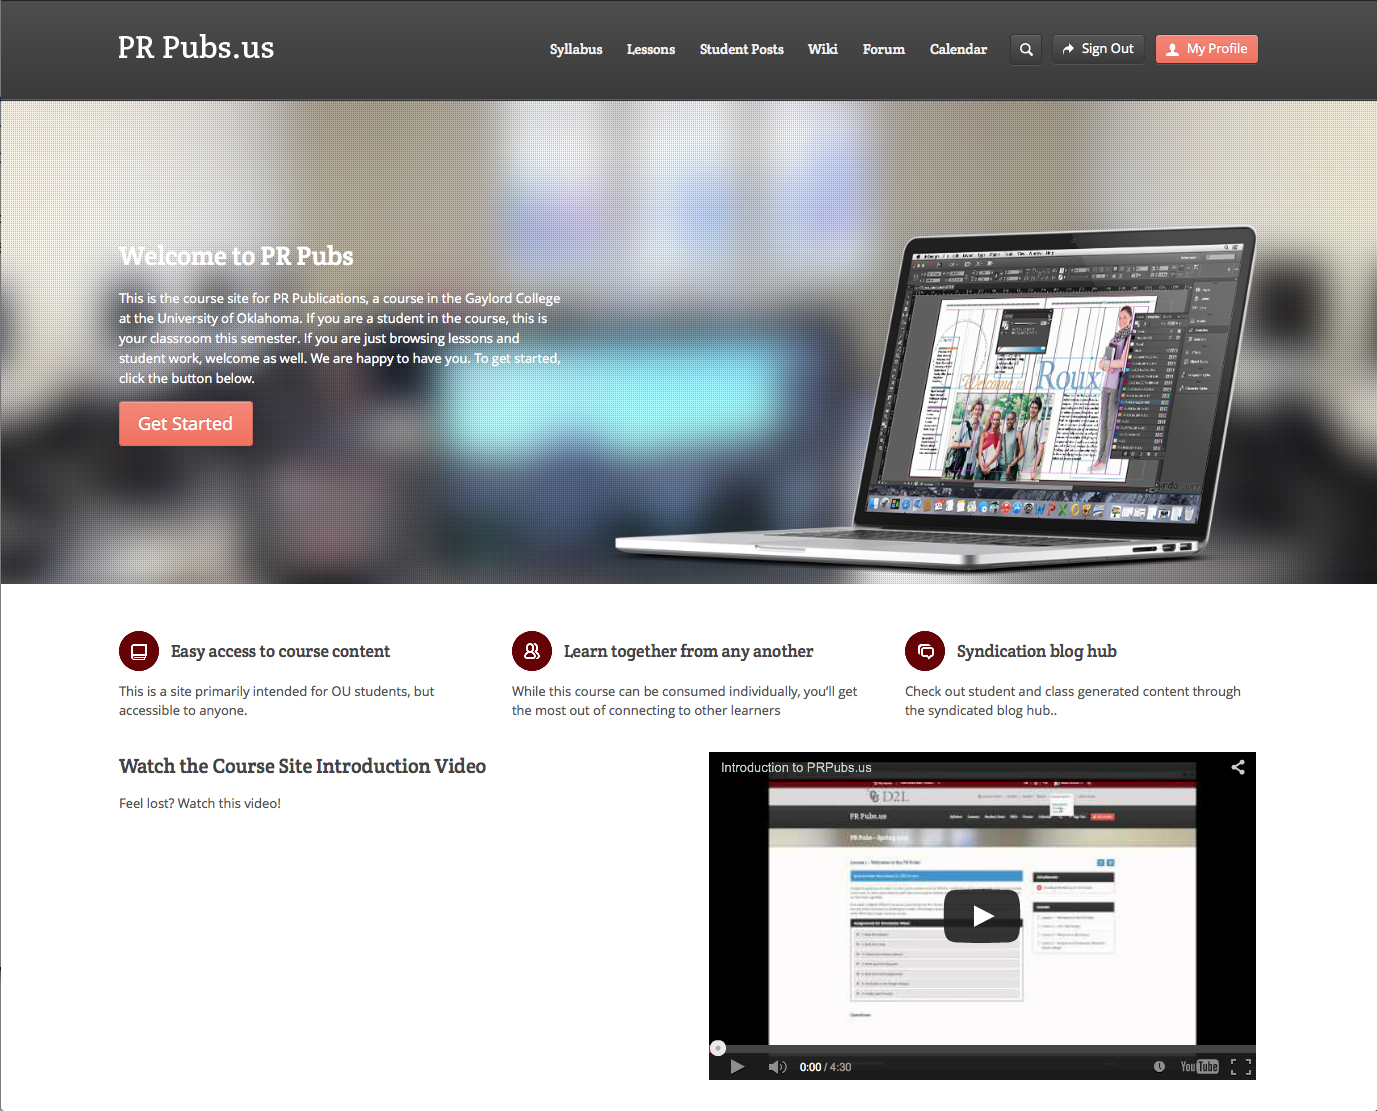 PR Pubs.us
Syllabus Lessons Student Posts Wiki Forum Calendar Sign Out My Profile
Welcome to PR Pubs
This is the course site for PR Publications, a course in the Gaylord College
at the University of Oklahoma. If you are a student in the course, this is
your classroom this semester. If you are just browsing lessons and
student work, welcome as well. We are happy to have you. To get started,
click the button below.
Get Started
Welcome
Roux
Easy access to course content
This is a site primarily intended for OU students, but
accessible to anyone.
Learn together from any another
While this course can be consumed individually, you'll get
the most out of connecting to other learners
Syndication blog hub
Check out student and class generated content through
the syndicated blog hub..
Watch the Course Site Introduction Video
Feel lost? Watch this video!
Introduction to PRPubs.us
D2L
PR Pubs.us
0:00 / 4:30
YouTube